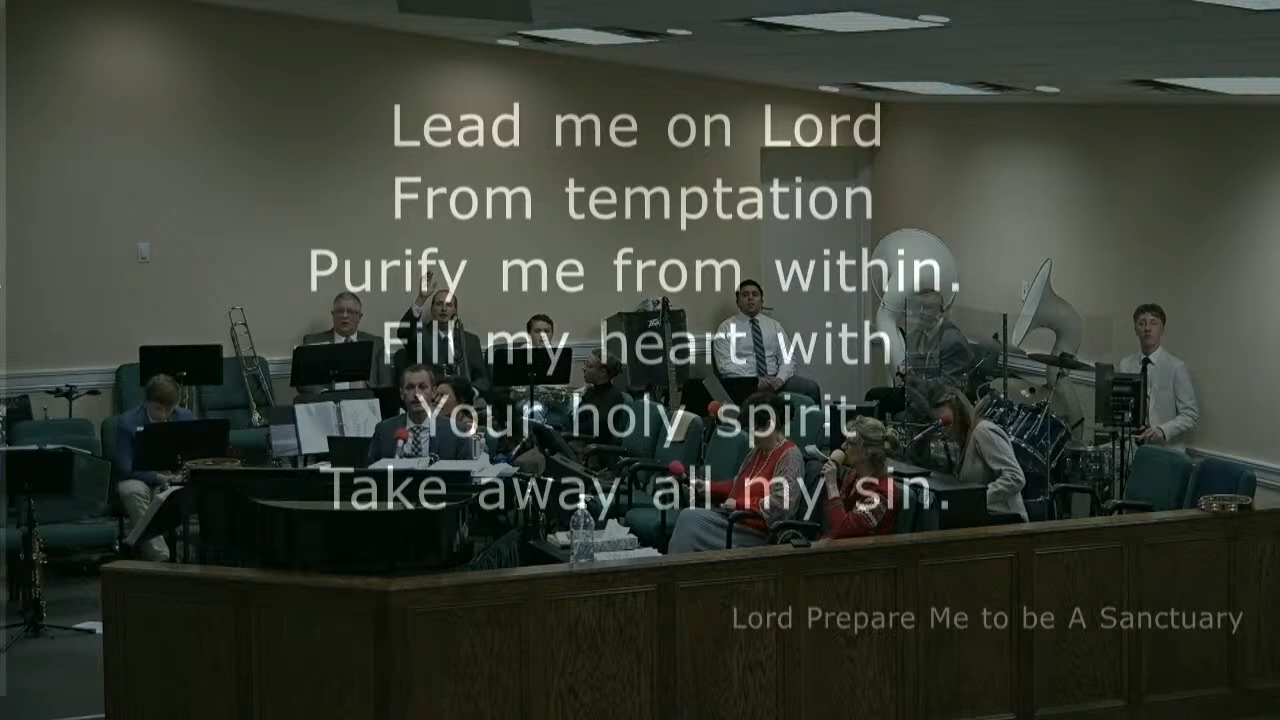 Lead me on Lord
From temptation
Purify me from within.
Fill my heart with
Your holy spirit
Take away all my sin.
Lord Prepare Me to be A Sanctuary